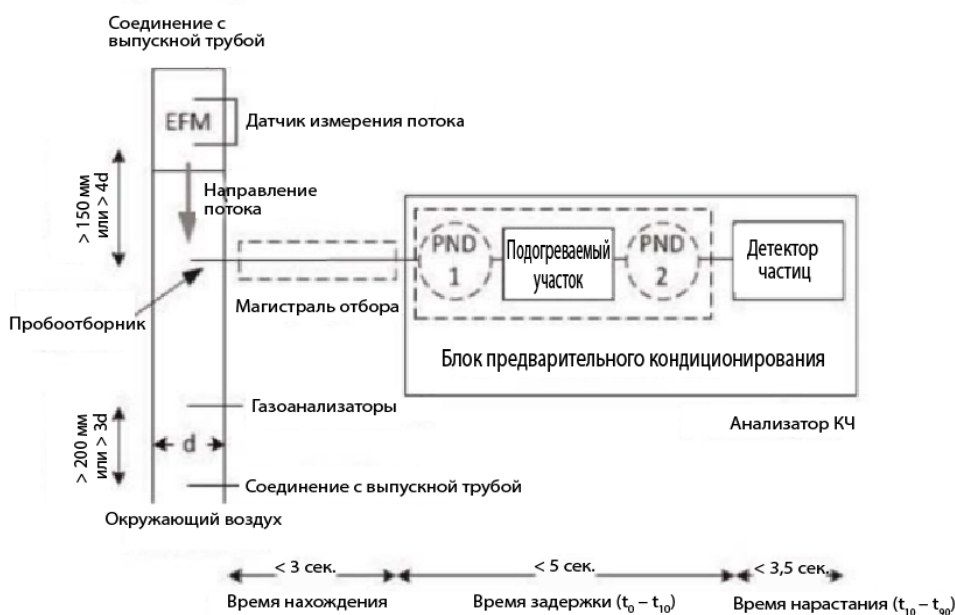 Соединение с
выпускной трубой
EFM
Датчик измерения потока
> 150 мм
или > 4d
Направление
потока
PND
1
Подогреваемый
участок
PND
2
Детектор
частиц
Магистраль отбора
Пробоотборник
Блок предварительного кондиционирования
Газоанализаторы
Анализатор КЧ
> 200 мм
или > 3d
d
Соединение с выпускной трубой
Окружающий воздух
< 3 сек.
< 5 сек.
< 3,5 сек.
Время нахождения
Время задержки (t₀ – t₁₀)
Время нарастания (t₁₀ – t₉₀)